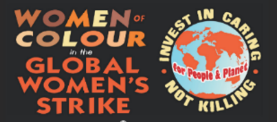 WOMEN OF
COLOUR
in the
GLOBAL
WOMEN'S
STRIKE
INVEST IN CARING
For People & Planet
NOT KILLING